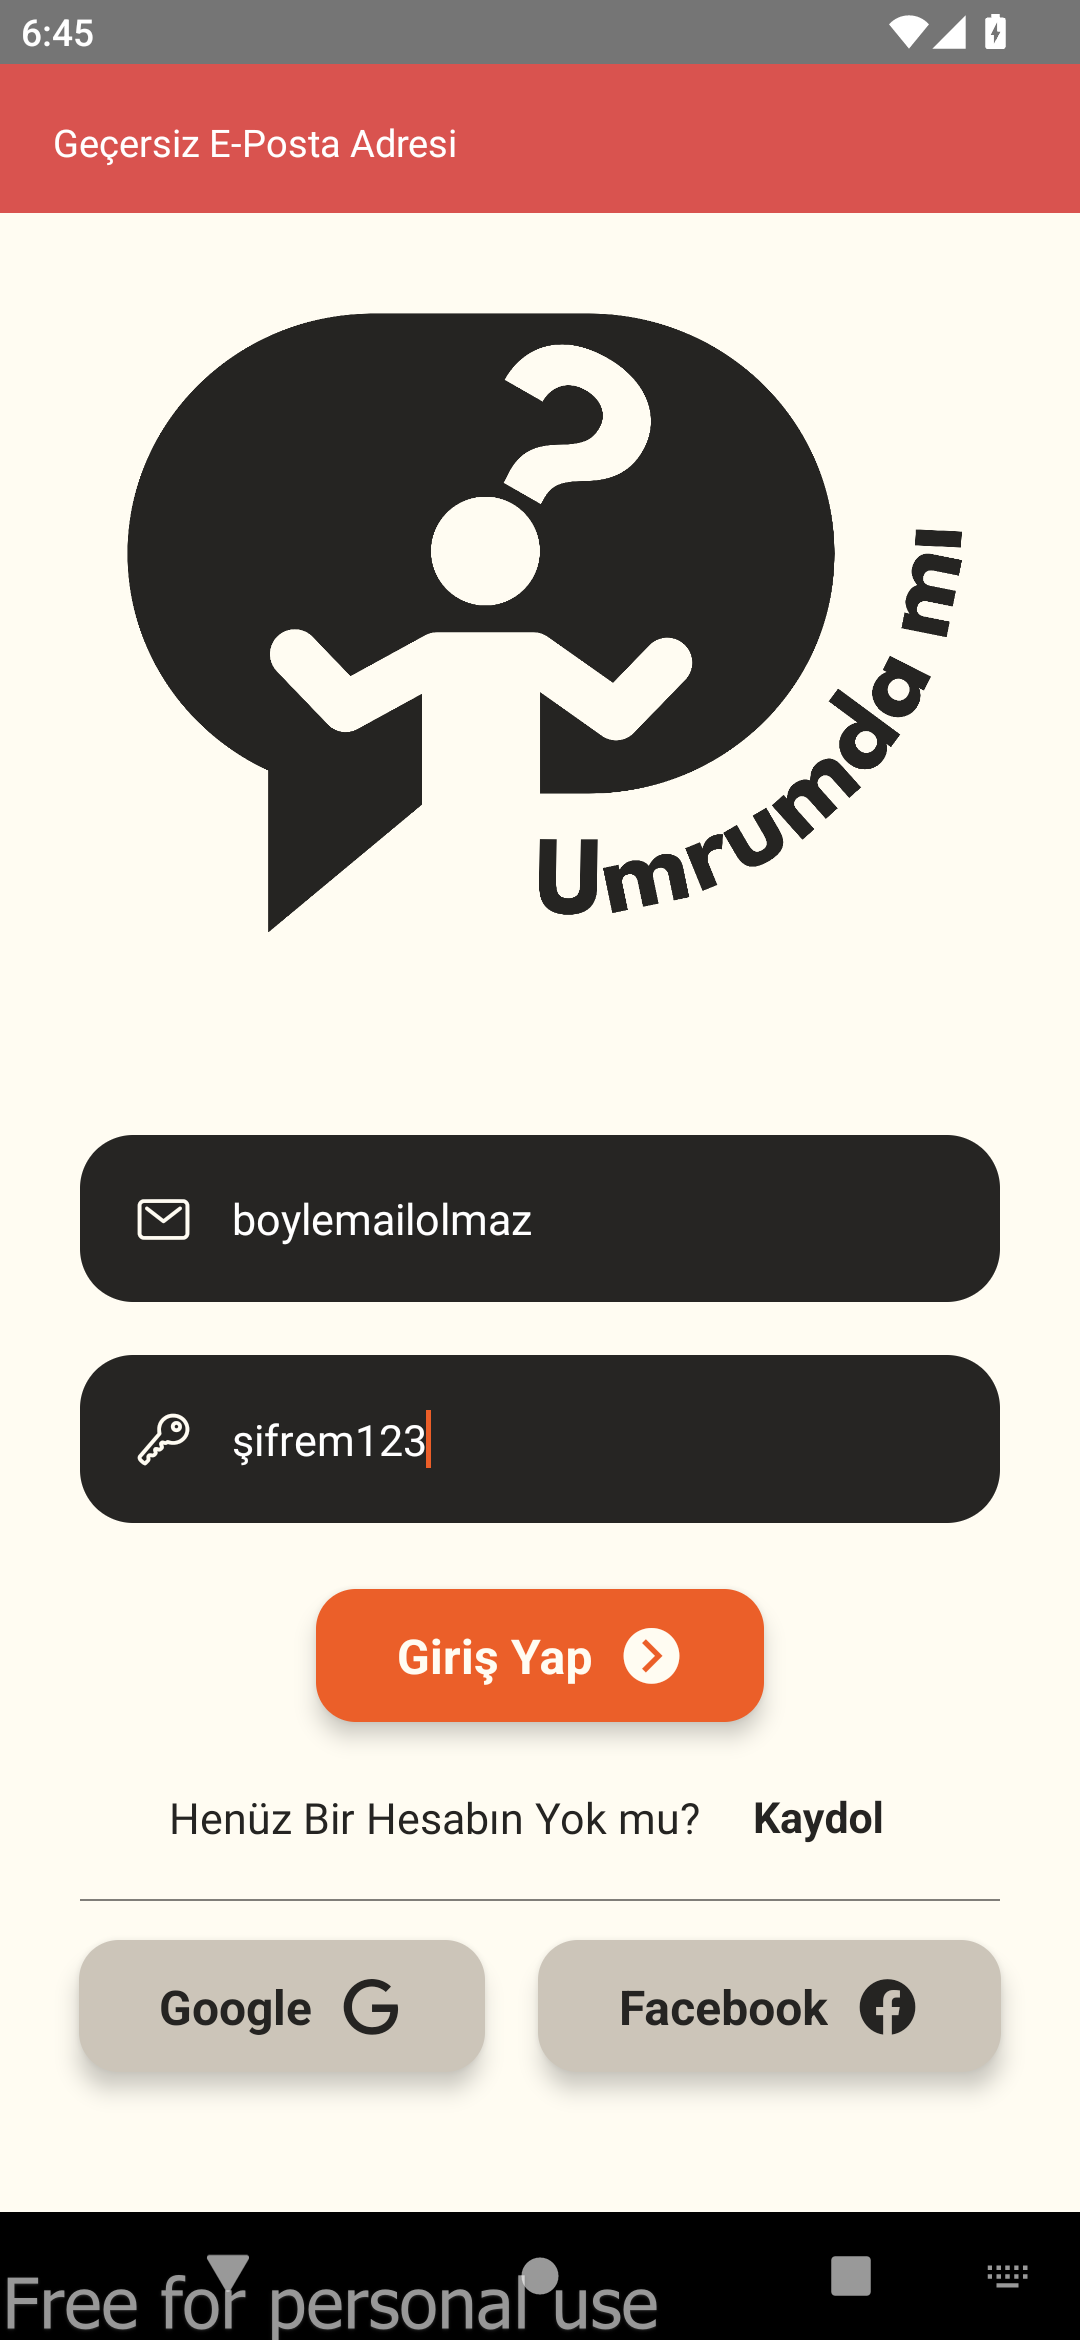 6:45
Geçersiz E-Posta Adresi
?
Umrumda mı
boylemailolmaz
şifrem123
Giriş Yap
Henüz Bir Hesabın Yok mu? Kaydol
Google
Facebook
Free for personal use